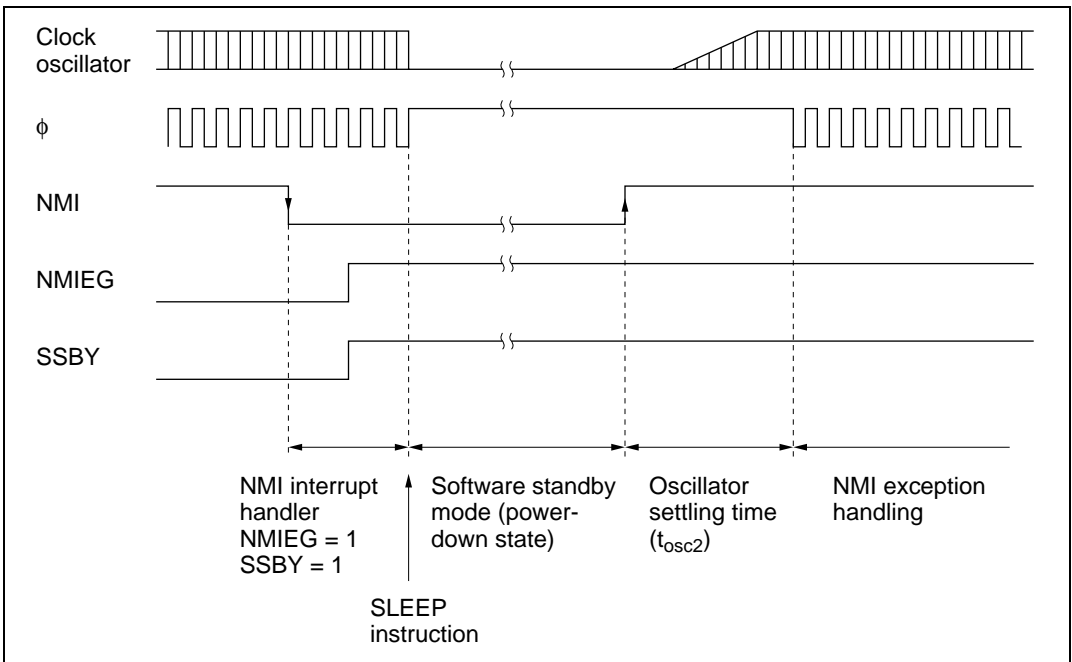 Clock
oscillator
φ
NMI
NMIEG
SSBY
NMI interrupt
handler
NMIEG = 1
SSBY = 1
Software standby
mode (power-
down state)
Oscillator
settling time
(tosc2)
NMI exception
handling
SLEEP
instruction